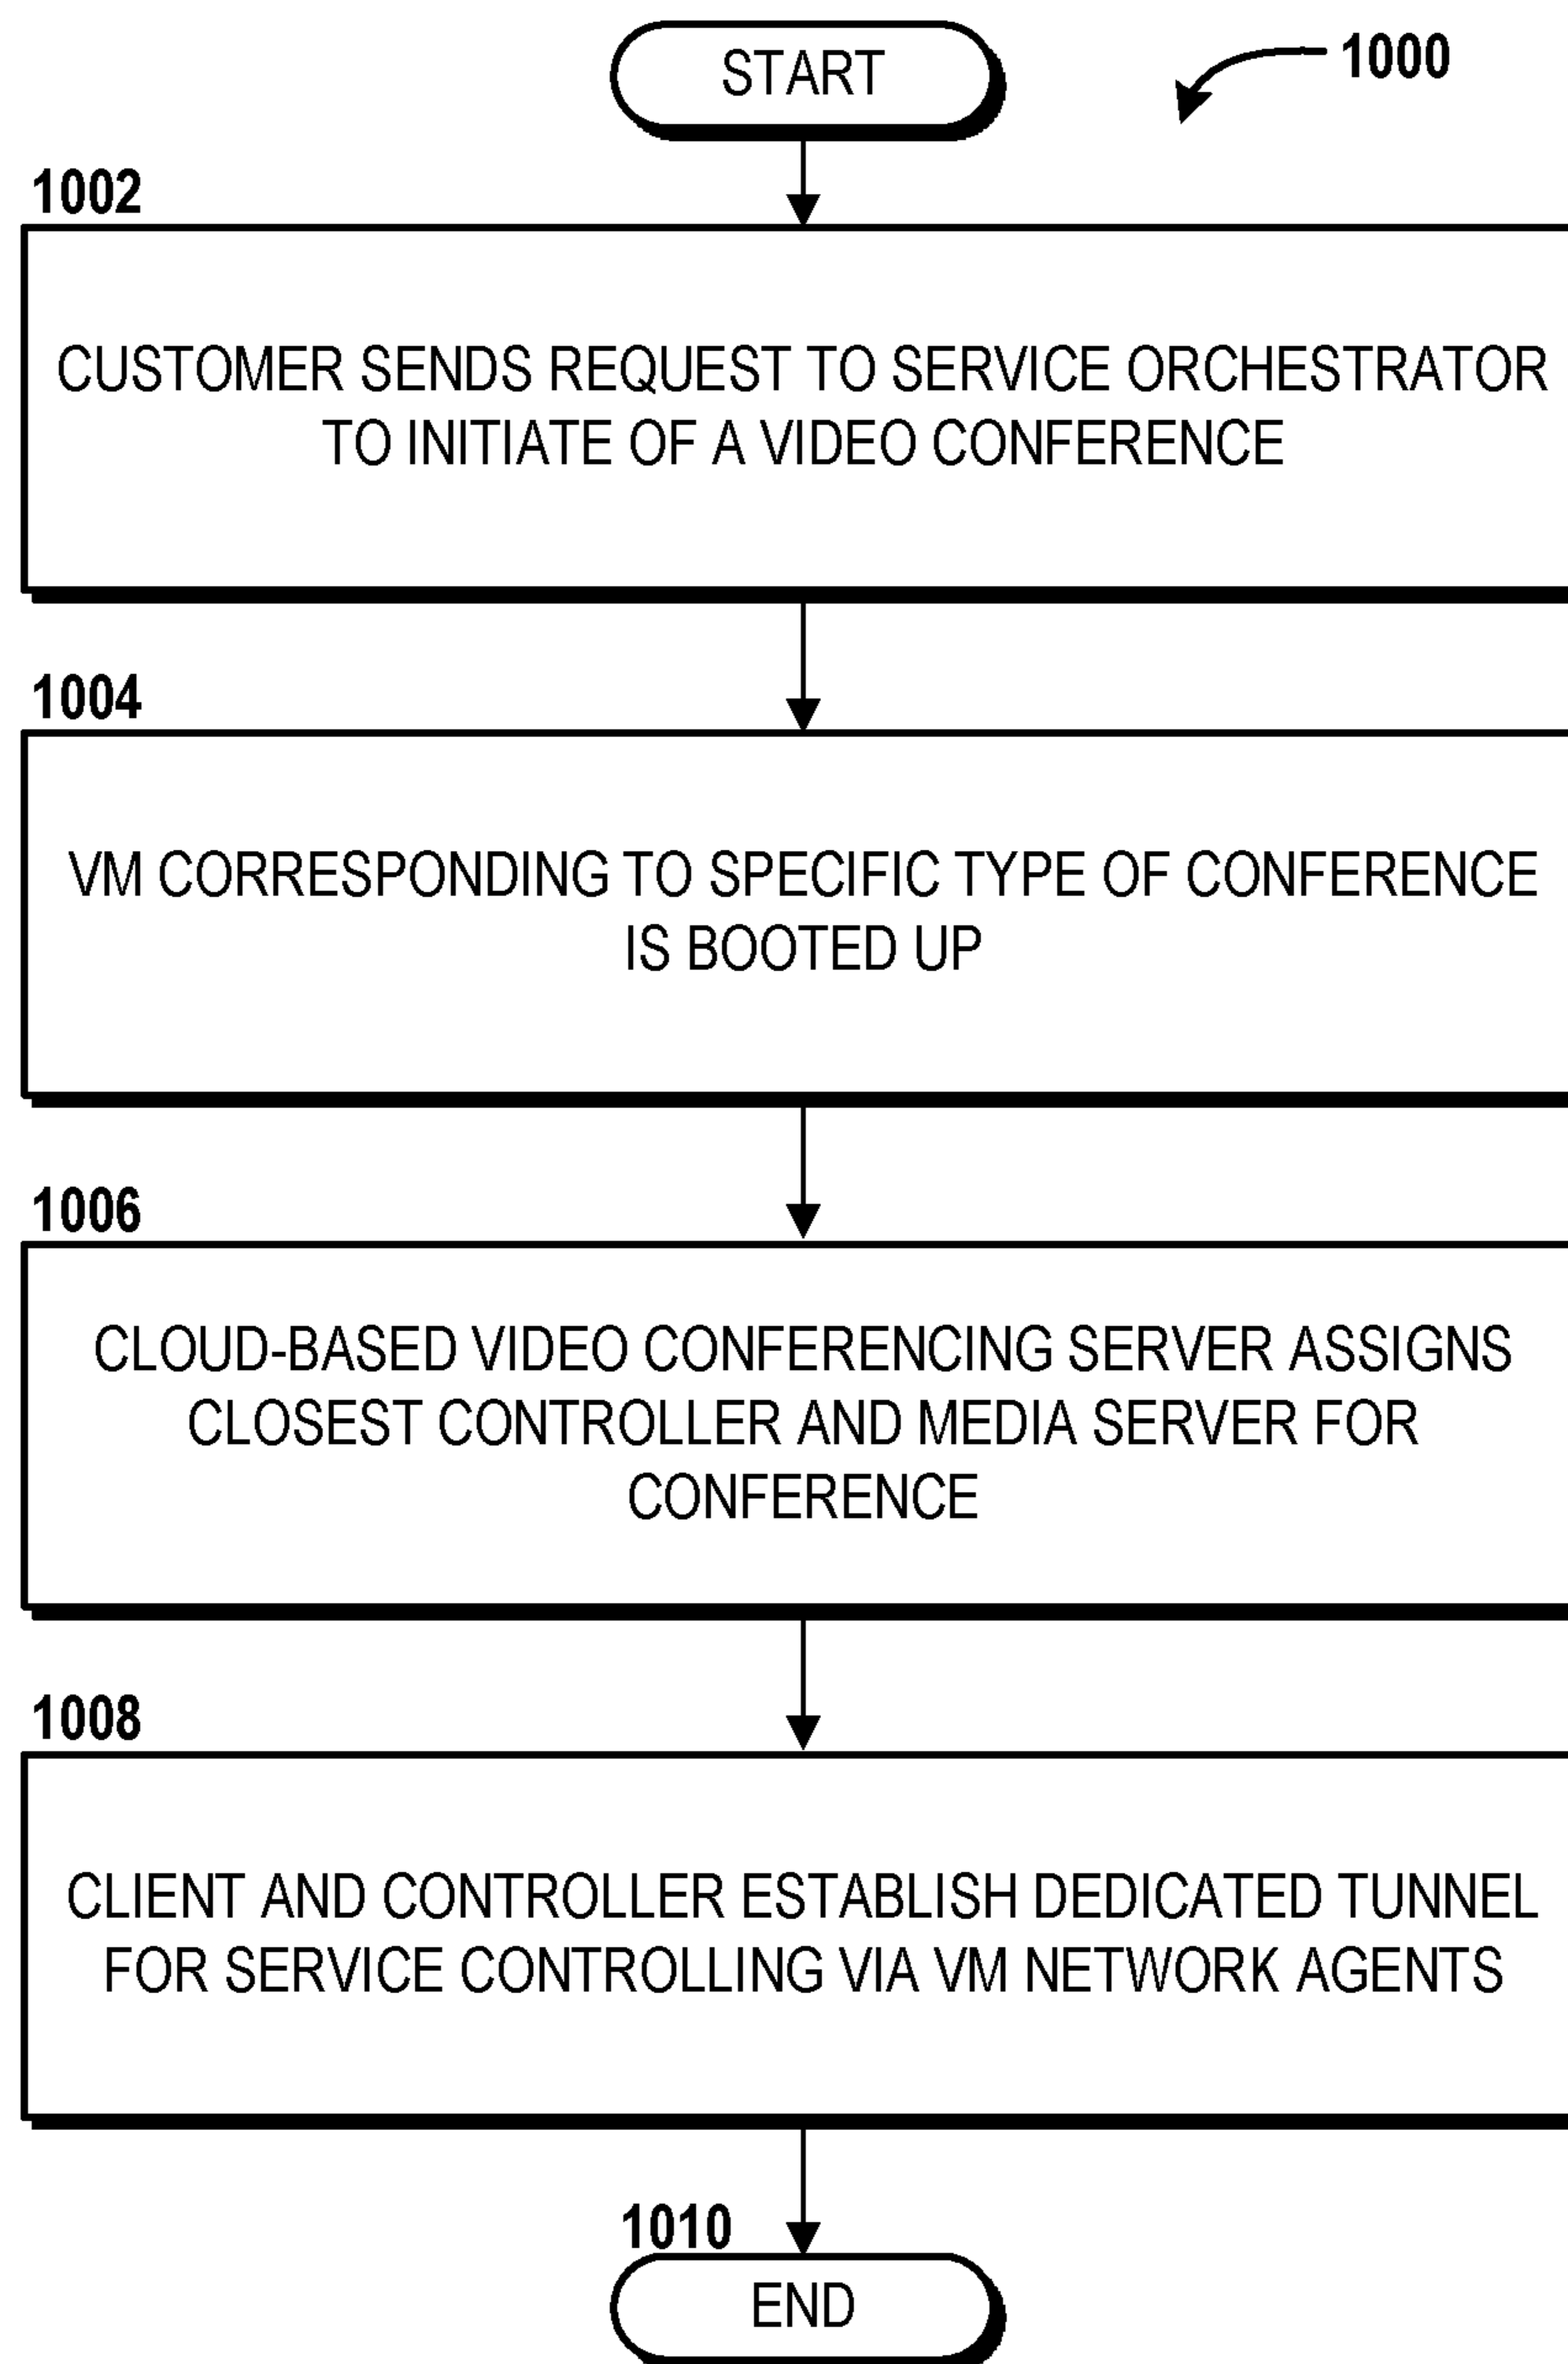 START
1000
1002
CUSTOMER SENDS REQUEST TO SERVICE ORCHESTRATOR
TO INITIATE OF A VIDEO CONFERENCE
1004
VM CORRESPONDING TO SPECIFIC TYPE OF CONFERENCE
IS BOOTED UP
1006
CLOUD-BASED VIDEO CONFERENCING SERVER ASSIGNS
CLOSEST CONTROLLER AND MEDIA SERVER FOR
CONFERENCE
1008
CLIENT AND CONTROLLER ESTABLISH DEDICATED TUNNEL
FOR SERVICE CONTROLLING VIA VM NETWORK AGENTS
1010
END